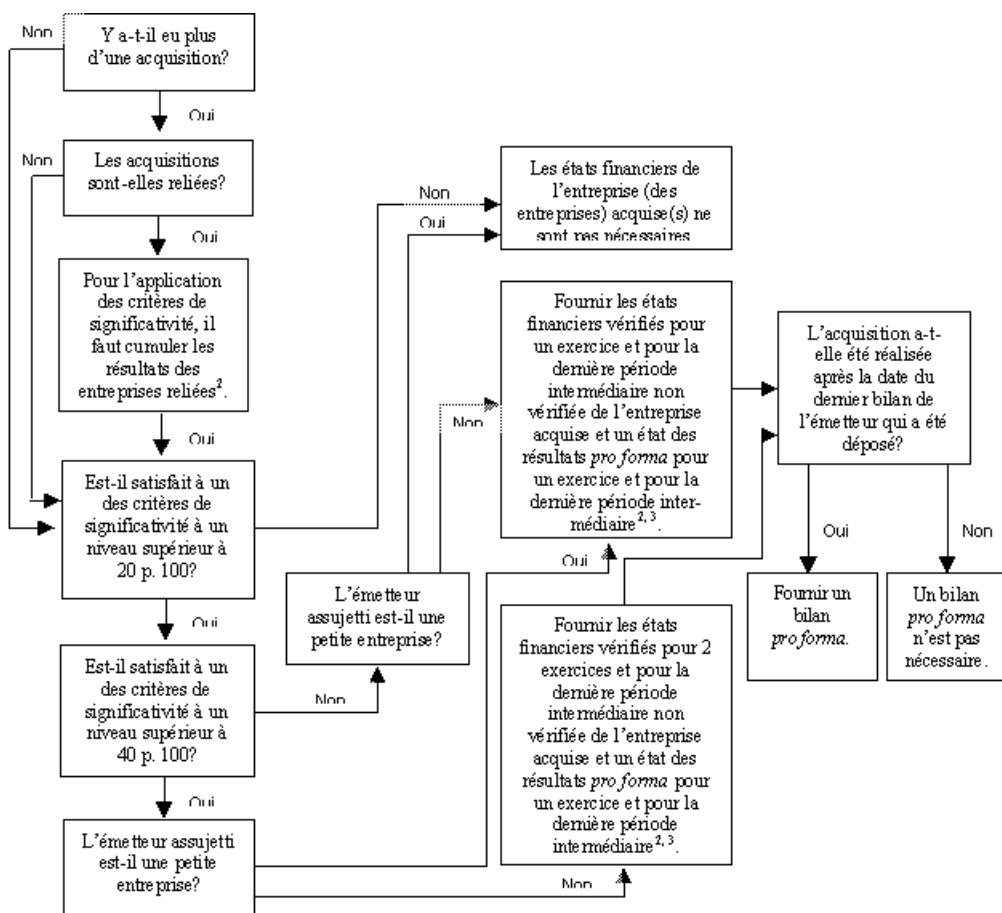 Non
Y a-t-il eu plus
d'une acquisition?
Oui
Non
Les acquisitions
sont-elles reliées?
Oui
Pour l'application
des critères de
significativité, il
faut cumuler les
résultats des
entreprises reliées².
Oui
Est-il satisfait à un
des critères de
significativité à un
niveau supérieur à
20 p. 100?
Oui
Est-il satisfait à un
des critères de
significativité à un
niveau supérieur à
40 p. 100?
Non
Oui
L'émetteur assujetti
est-il une petite
entreprise?
L'émetteur
assujetti est-il une
petite entreprise?
Non
Oui
Les états financiers de
l'entreprise (des
entreprises) acquise(s) ne
sont pas nécessaires
Non
Fournir les états
financiers vérifiés pour
un exercice et pour la
dernière période
intermédiaire non
vérifiée de l'entreprise
acquise et un état des
résultats pro forma pour
un exercice et pour la
dernière période inter-
médiaire²,³.
Oui
Fournir les états
financiers vérifiés pour 2
exercices et pour la
dernière période
intermédiaire non
vérifiée de l'entreprise
acquise et un état des
résultats pro forma pour
un exercice et pour la
dernière période
intermédiaire²,³.
Non
L'acquisition a-t-
elle été réalisée
après la date du
dernier bilan de
l'émetteur qui a été
déposé?
Oui
Non
Fournir un
bilan
pro forma.
Un bilan
pro forma
n'est pas
nécessaire.